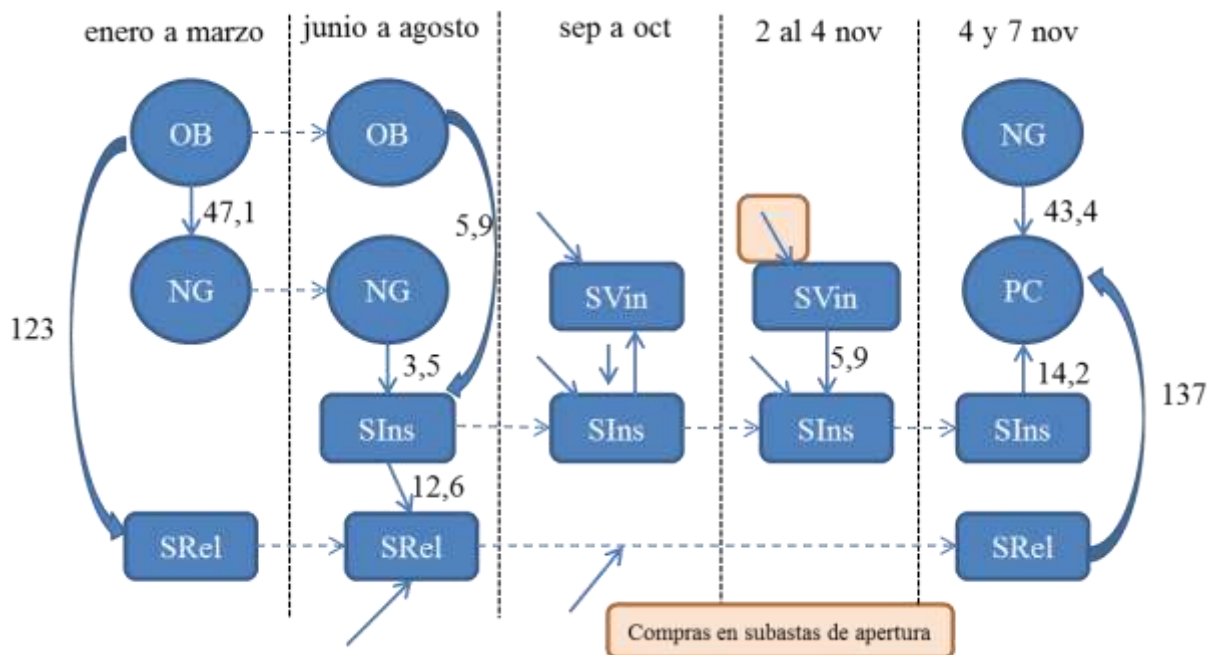 enero a marzo
junio a agosto
sep a oct
2 al 4 nov
4 y 7 nov
OB
OB
NG
47,1
5,9
43,4
NG
NG
SVin
SVin
PC
123
3,5
5,9
14,2
137
SIns
SIns
SIns
SIns
12,6
SRel
SRel
SRel
Compras en subastas de apertura